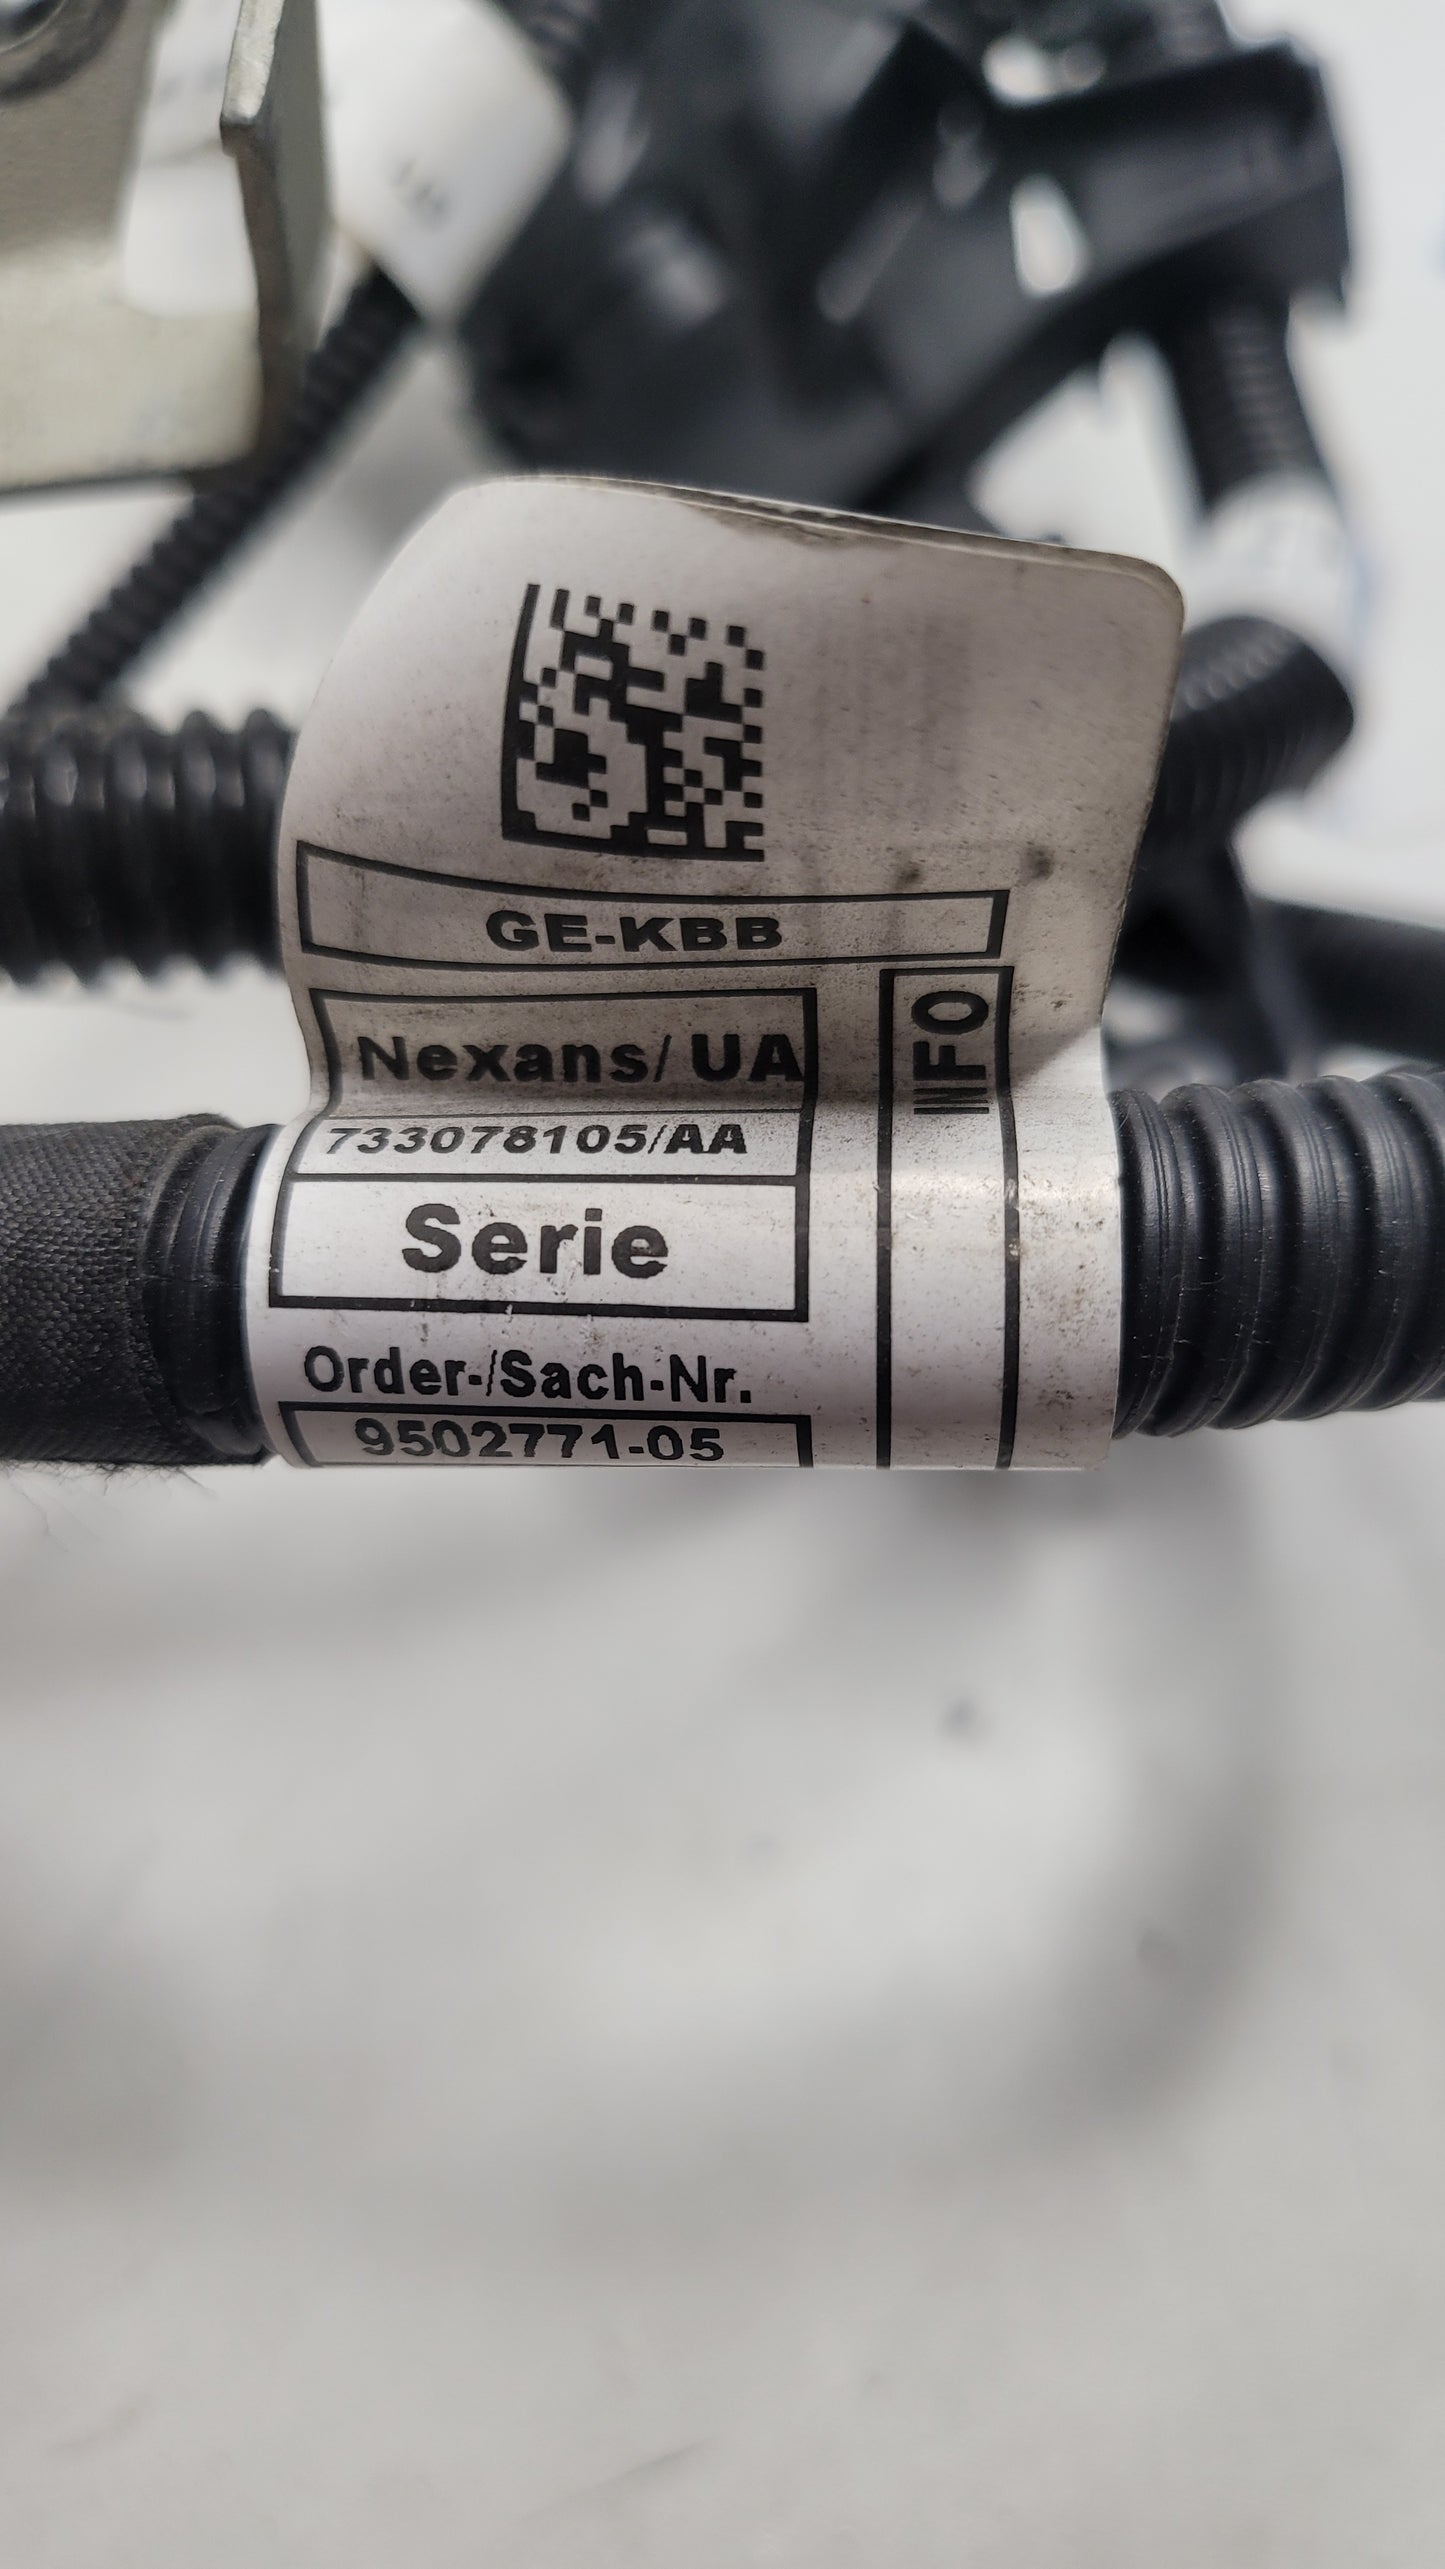 GE-KBB
Nexans/ UA
INFO
733078105/AA
Serie
Order-/Sach-Nr.
9502771-05